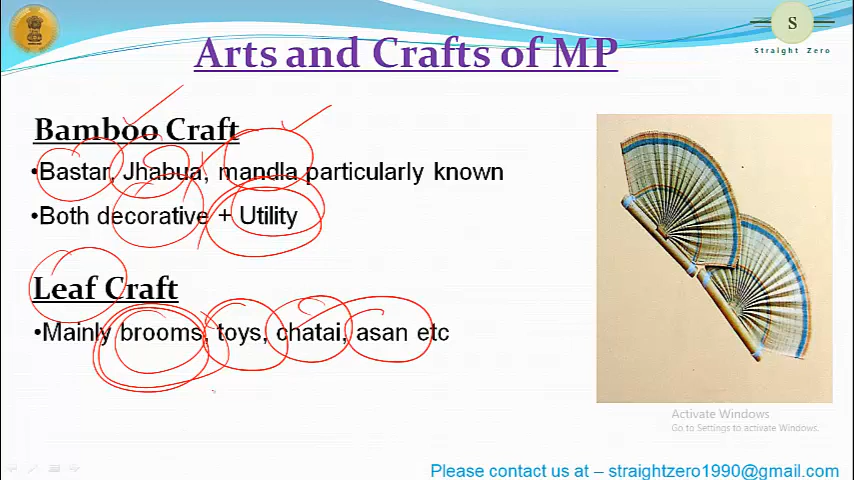 S
Straight Zero
Arts and Crafts of MP
Bamboo Craft
•Bastar, Jhabua, mandla particularly known
•Both decorative + Utility
Leaf Craft
•Mainly brooms, toys, chatai, asan etc
Activate Windows
Go to Settings to activate Windows.
Please contact us at – straightzero1990@gmail.com